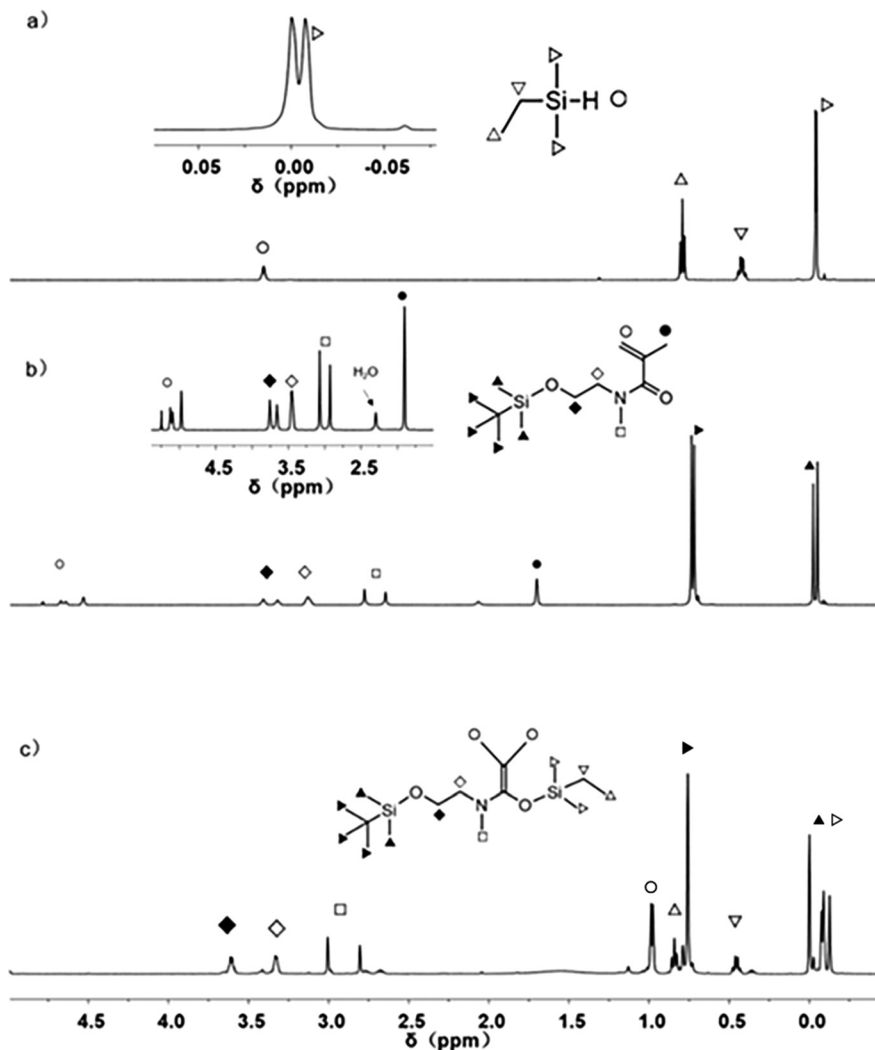 a)
0.05 0.00 -0.05
δ (ppm)
Si-H
b)
H₂O
4.5 3.5 2.5
δ (ppm)
Si O N O
c)
Si O N O Si
4.5 4.0 3.5 3.0 2.5 2.0 1.5 1.0 0.5 0.0
δ (ppm)